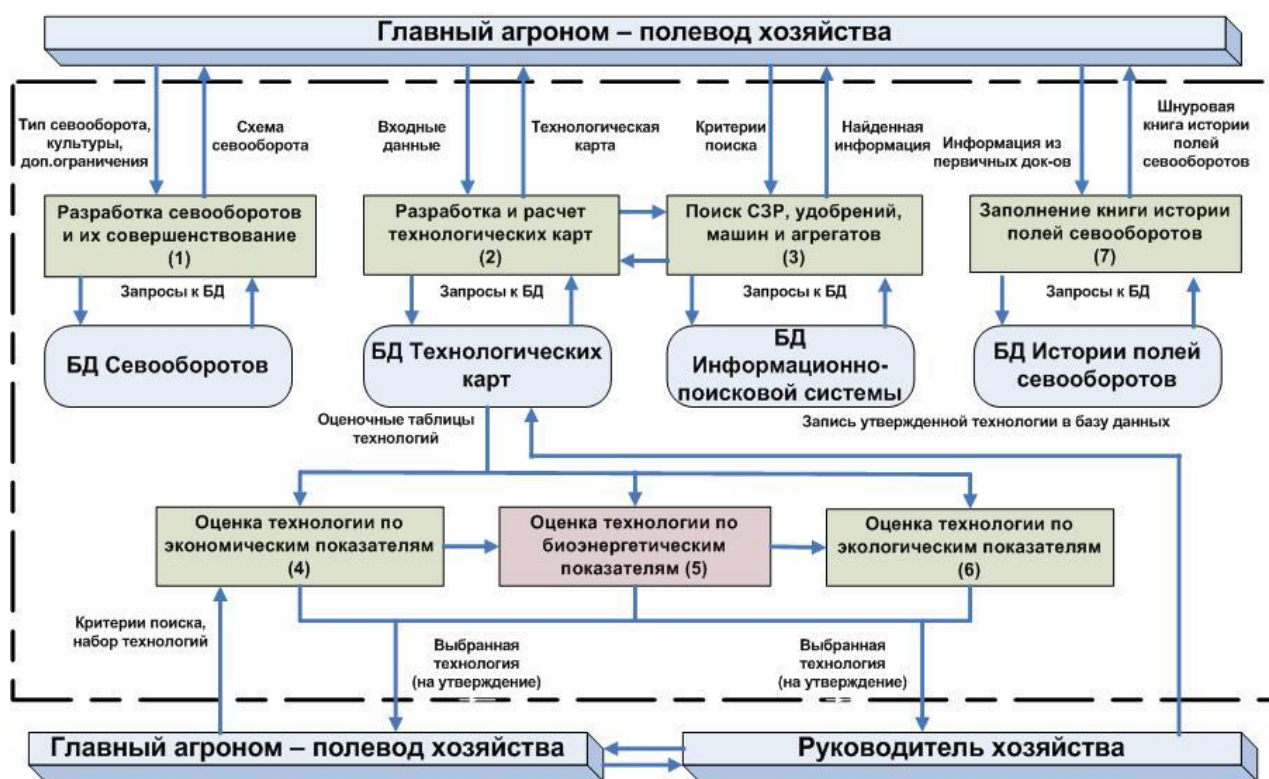 Главный агроном – полевод хозяйства
Тип севооборота,
культуры,
доп.ограничения
Схема
севооборота
Входные
данные
Технологическая
карта
Критерии
поиска
Найденная
информация
Информация из
первичных док-ов
Шнуровая
книга истории
полей
севооборотов
Разработка севооборотов
и их совершенствование
(1)
Разработка и расчет
технологических карт
(2)
Поиск СЗР, удобрений,
машин и агрегатов
(3)
Заполнение книги истории
полей севооборотов
(7)
Запросы к БД
Запросы к БД
Запросы к БД
Запросы к БД
БД Севооборотов
БД Технологических
карт
БД
Информационно-
поисковой системы
БД Истории полей
севооборотов
Оценочные таблицы
технологий
Запись утвержденной технологии в базу данных
Оценка технологии по
экономическим показателям
(4)
Оценка технологии по
биоэнергетическим
показателям (5)
Оценка технологии по
экологическим показателям
(6)
Критерии поиска,
набор технологий
Выбранная
технология
(на утверждение)
Выбранная
технология
(на утверждение)
Главный агроном – полевод хозяйства
Руководитель хозяйства